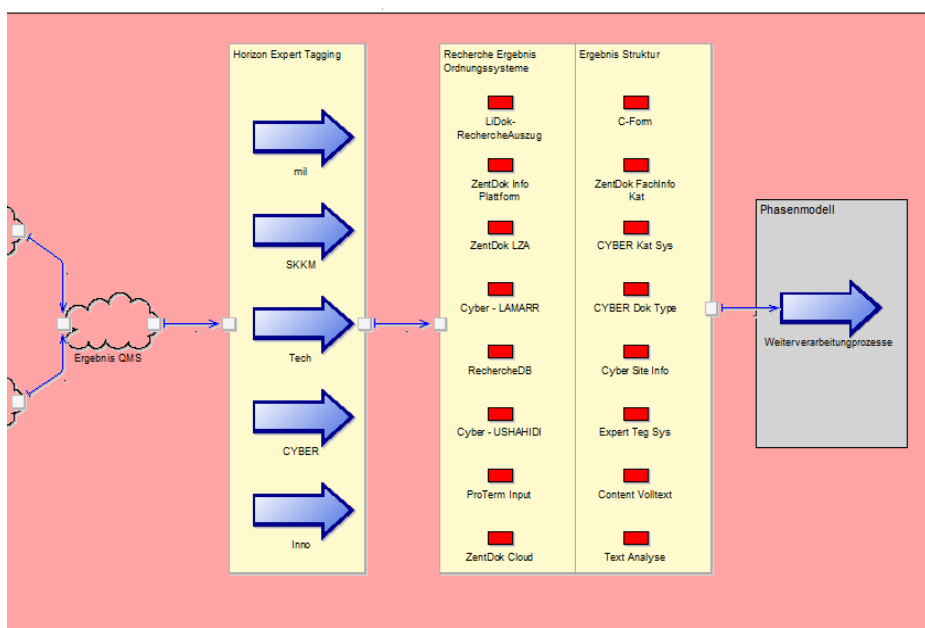 Horizon Expert Tagging
mil
SKKM
Tech
CYBER
Inno
Ergebnis QMS
Recherche Ergebnis
Ordnungssysteme
LiDok-
RechercheAuszug
ZentDok Info
Plattform
ZentDok LZA
Cyber - LAMARR
RechercheDB
Cyber - USHAHIDI
ProTerm Input
ZentDok Cloud
Ergebnis Struktur
C-Form
ZentDok FachInfo
Kat
CYBER Kat Sys
CYBER Dok Type
Cyber Site Info
Expert Teg Sys
Content Volltext
Text Analyse
Phasenmodell
Weiterverarbeitungprozesse